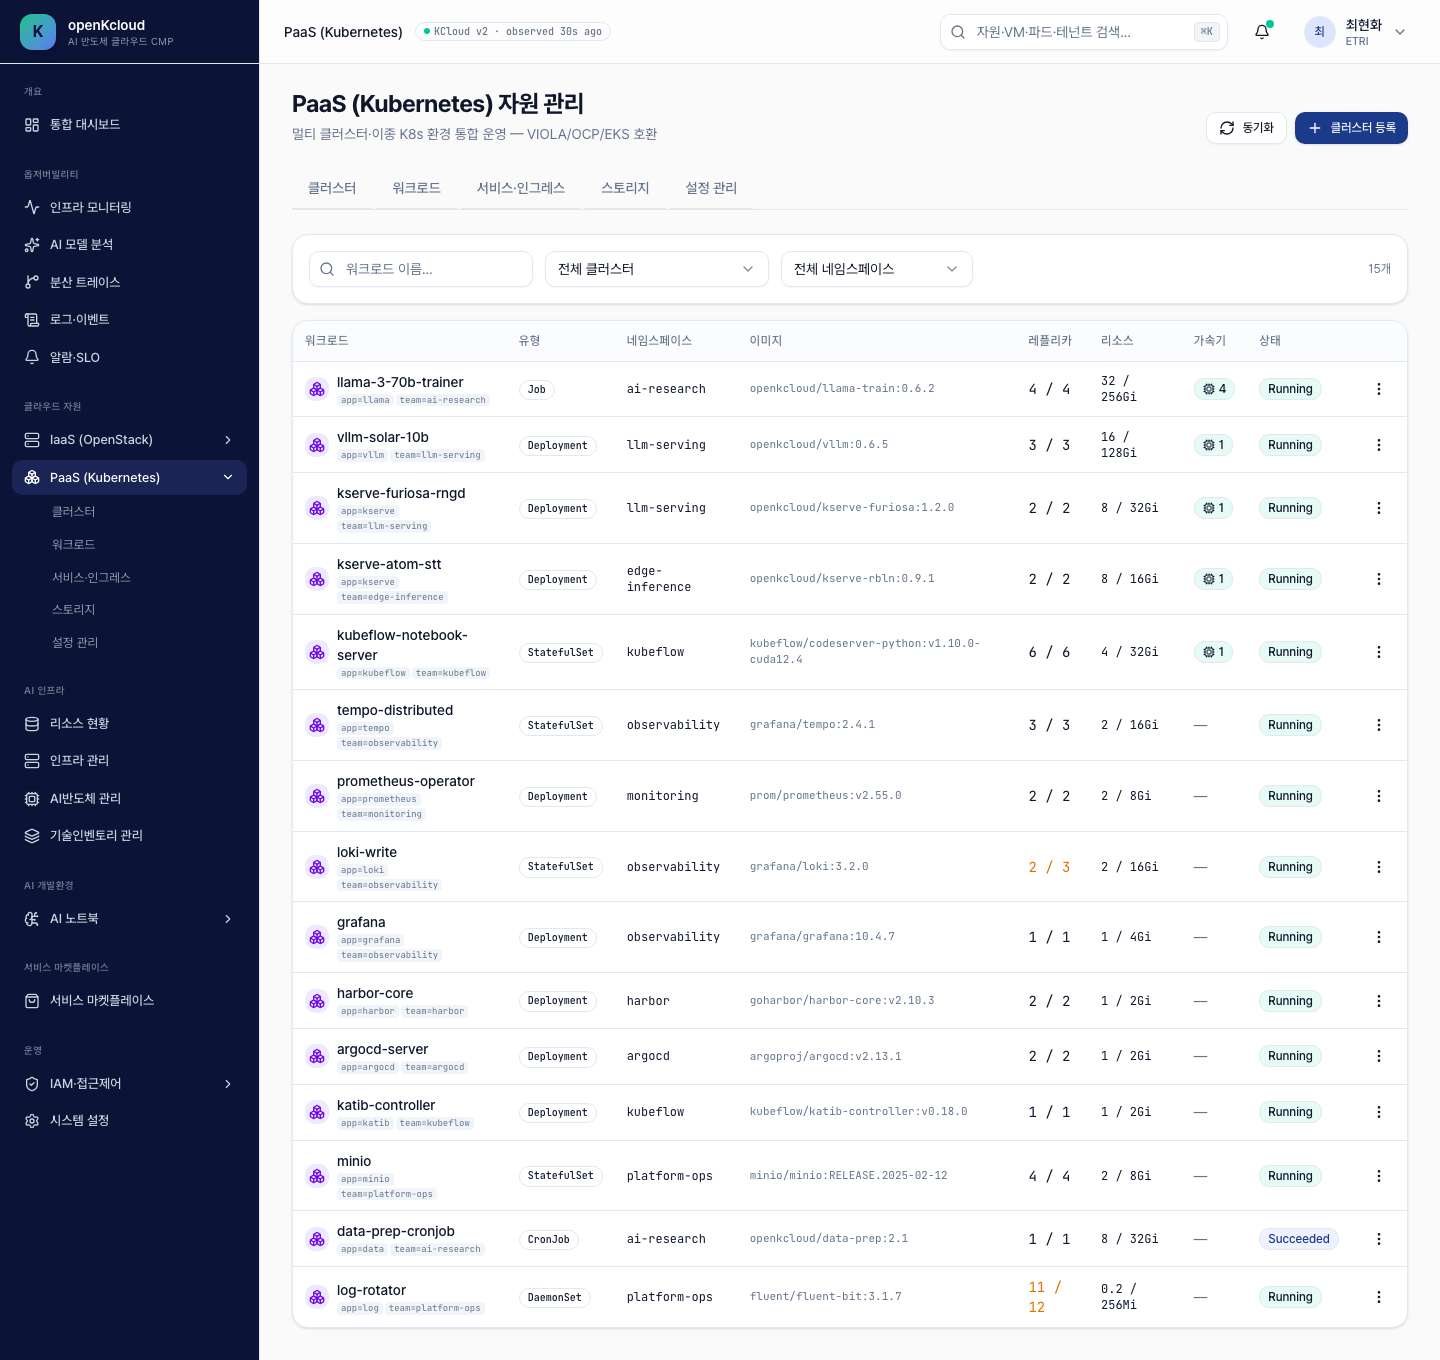 K
openKcloud
AI 반도체 클라우드 CMP
개요
통합 대시보드
옵저버빌리티
인프라 모니터링
AI 모델 분석
분산 트레이스
로그·이벤트
알람·SLO
클라우드 자원
IaaS (OpenStack)
PaaS (Kubernetes)
클러스터
워크로드
서비스·인그레스
스토리지
설정 관리
AI 인프라
리소스 현황
인프라 관리
AI반도체 관리
기술인벤토리 관리
AI 개발환경
AI 노트북
서비스 마켓플레이스
서비스 마켓플레이스
운영
IAM·접근제어
시스템 설정
PaaS (Kubernetes)
KCloud v2 · observed 30s ago
자원·VM·파드·테넌트 검색...
⌘K
최
최현화
ETRI
PaaS (Kubernetes) 자원 관리
멀티 클러스터·이종 K8s 환경 통합 운영 — VIOLA/OCP/EKS 호환
동기화
클러스터 등록
클러스터 워크로드 서비스·인그레스 스토리지 설정 관리
워크로드 이름...
전체 클러스터
전체 네임스페이스
15개
워크로드 유형 네임스페이스 이미지 레플리카 리소스 가속기 상태
llama-3-70b-trainer
app=llama team=ai-research
Job
ai-research
openkcloud/llama-train:0.6.2
4 / 4
32 /
256Gi
4
Running
vllm-solar-10b
app=vllm team=llm-serving
Deployment
llm-serving
openkcloud/vllm:0.6.5
3 / 3
16 /
128Gi
1
Running
kserve-furiosa-rngd
app=kserve
team=llm-serving
Deployment
llm-serving
openkcloud/kserve-furiosa:1.2.0
2 / 2
8 / 32Gi
1
Running
kserve-atom-stt
app=kserve
team=edge-inference
Deployment
edge-
inference
openkcloud/kserve-rbln:0.9.1
2 / 2
8 / 16Gi
1
Running
kubeflow-notebook-
server
app=kubeflow team=kubeflow
StatefulSet
kubeflow
kubeflow/codeserver-python:v1.10.0-
cuda12.4
6 / 6
4 / 32Gi
1
Running
tempo-distributed
app=tempo
team=observability
StatefulSet
observability
grafana/tempo:2.4.1
3 / 3
2 / 16Gi
—
Running
prometheus-operator
app=prometheus
team=monitoring
Deployment
monitoring
prom/prometheus:v2.55.0
2 / 2
2 / 8Gi
—
Running
loki-write
app=loki
team=observability
StatefulSet
observability
grafana/loki:3.2.0
2 / 3
2 / 16Gi
—
Running
grafana
app=grafana
team=observability
Deployment
observability
grafana/grafana:10.4.7
1 / 1
1 / 4Gi
—
Running
harbor-core
app=harbor team=harbor
Deployment
harbor
goharbor/harbor-core:v2.10.3
2 / 2
1 / 2Gi
—
Running
argocd-server
app=argocd team=argocd
Deployment
argocd
argoproj/argocd:v2.13.1
2 / 2
1 / 2Gi
—
Running
katib-controller
app=katib team=kubeflow
Deployment
kubeflow
kubeflow/katib-controller:v0.18.0
1 / 1
1 / 2Gi
—
Running
minio
app=minio
team=platform-ops
StatefulSet
platform-ops
minio/minio:RELEASE.2025-02-12
4 / 4
2 / 8Gi
—
Running
data-prep-cronjob
app=data team=ai-research
CronJob
ai-research
openkcloud/data-prep:2.1
1 / 1
8 / 32Gi
—
Succeeded
log-rotator
app=log team=platform-ops
DaemonSet
platform-ops
fluent/fluent-bit:3.1.7
11 /
12
0.2 /
256Mi
—
Running